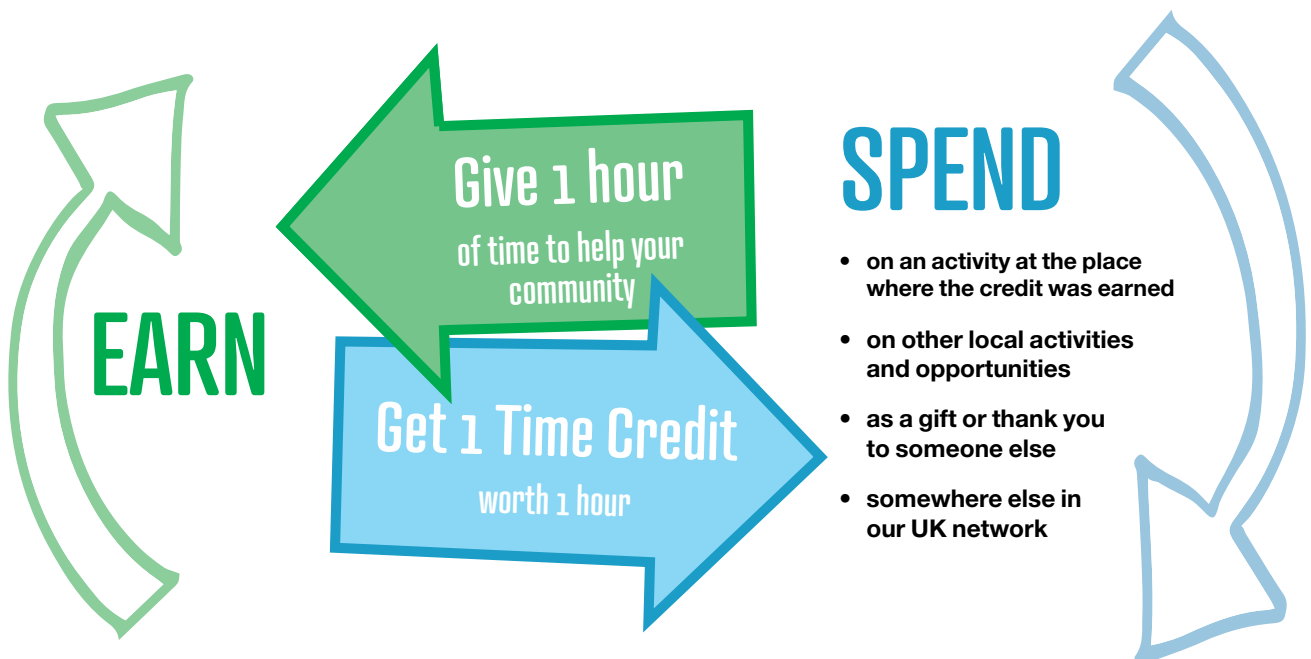 EARN
Give 1 hour
of time to help your
community
Get 1 Time Credit
worth 1 hour
SPEND
• on an activity at the place
where the credit was earned
• on other local activities
and opportunities
• as a gift or thank you
to someone else
• somewhere else in
our UK network